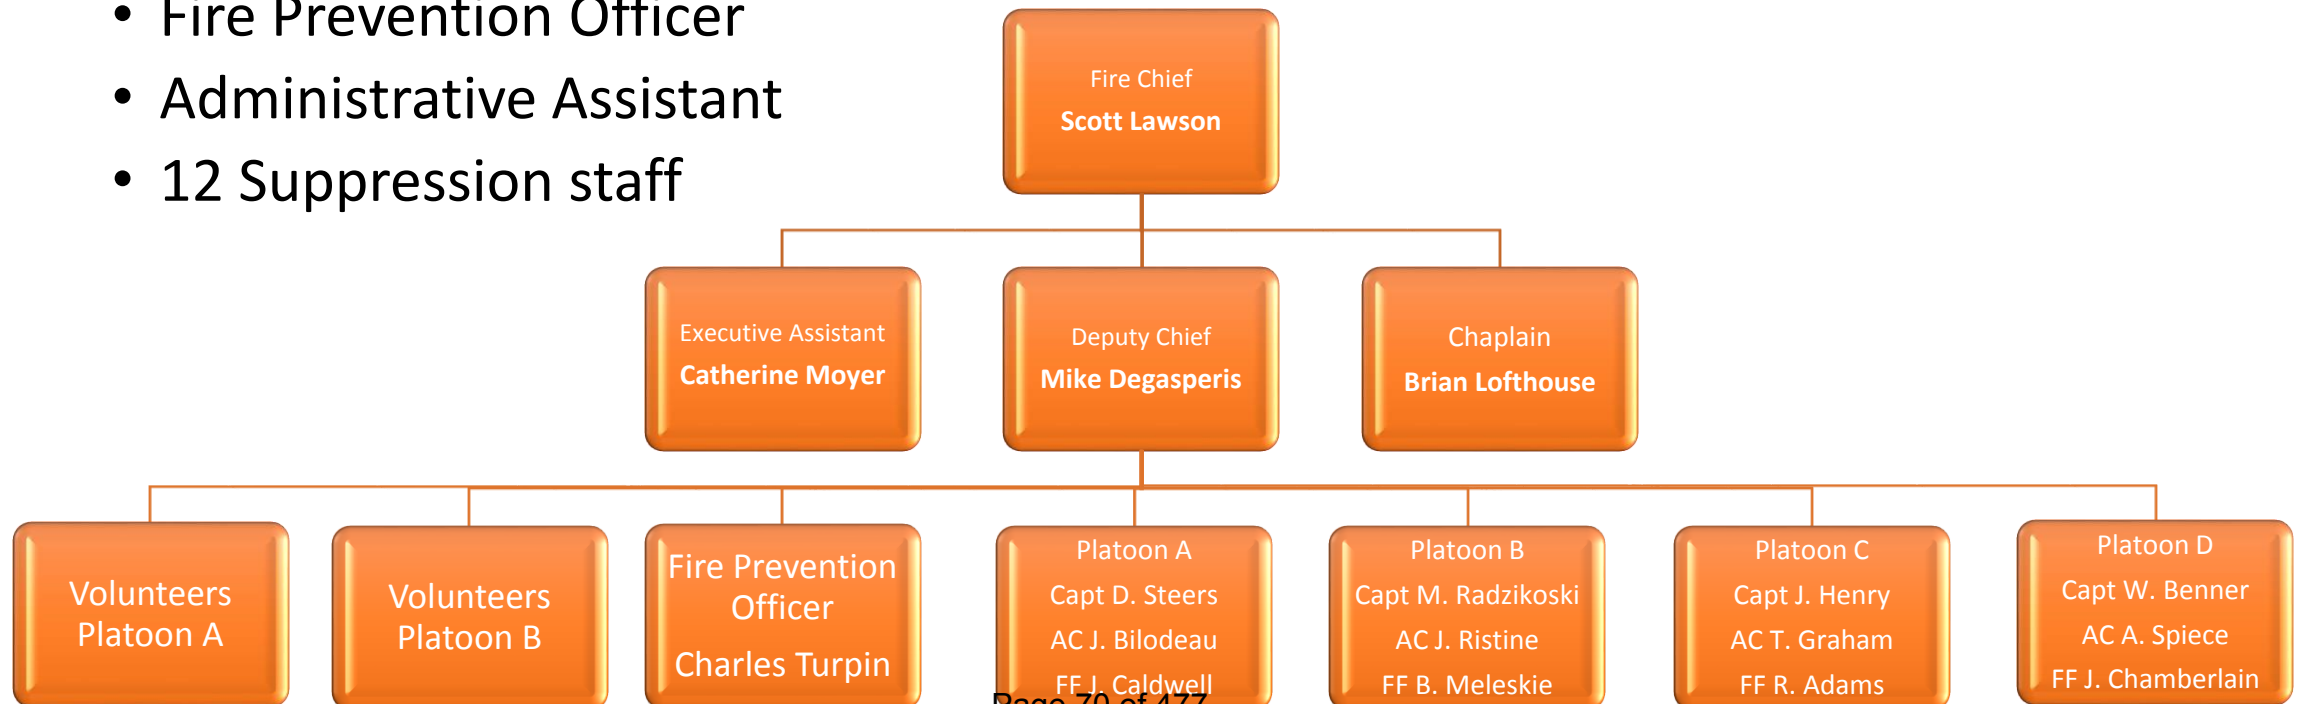 • Fire Prevention Officer
• Administrative Assistant
• 12 Suppression staff
Fire Chief
Scott Lawson
Executive Assistant
Catherine Moyer
Deputy Chief
Mike Degasperis
Chaplain
Brian Lofthouse
Volunteers
Platoon A
Volunteers
Platoon B
Fire Prevention
Officer
Charles Turpin
Platoon A
Capt D. Steers
AC J. Bilodeau
FF J. Caldwell
Platoon B
Capt M. Radzikoski
AC J. Ristine
FF B. Meleskie
Platoon C
Capt J. Henry
AC T. Graham
FF R. Adams
Platoon D
Capt W. Benner
AC A. Spiece
FF J. Chamberlain
Page 70 of 477